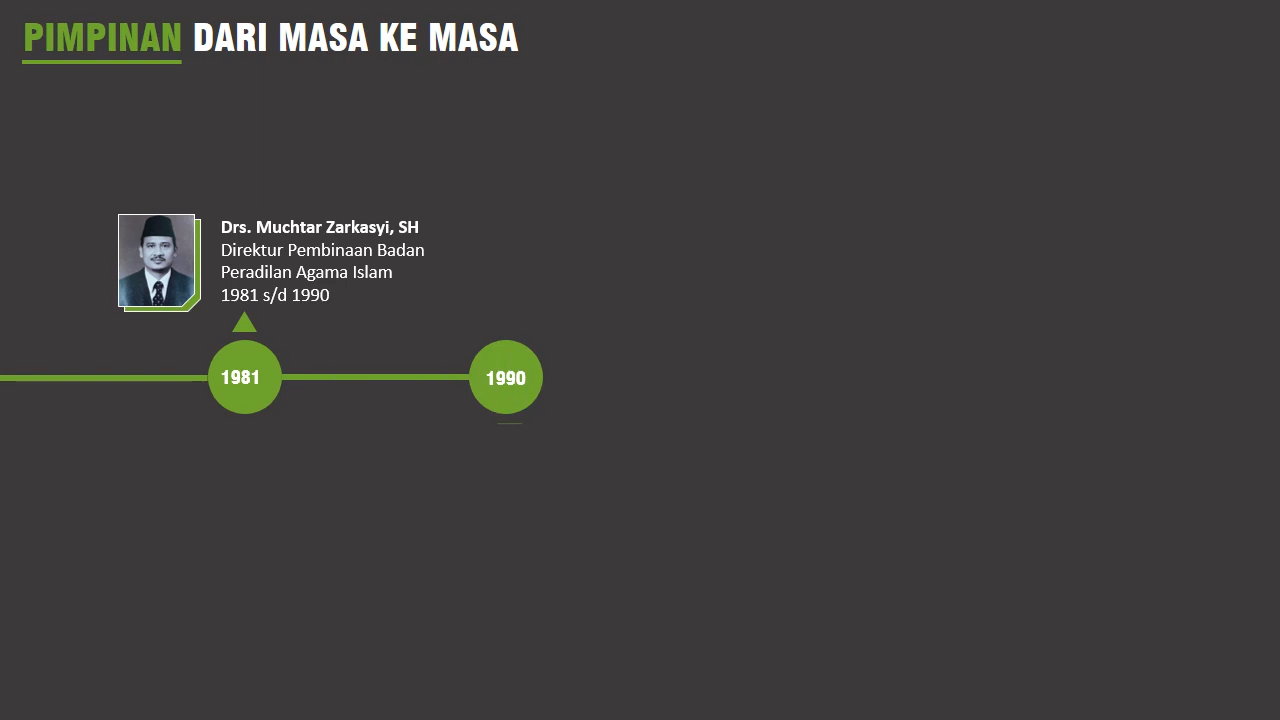 PIMPINAN DARI MASA KE MASA
Drs. Muchtar Zarkasyi, SH
Direktur Pembinaan Badan
Peradilan Agama Islam
1981 s/d 1990
1981
1990